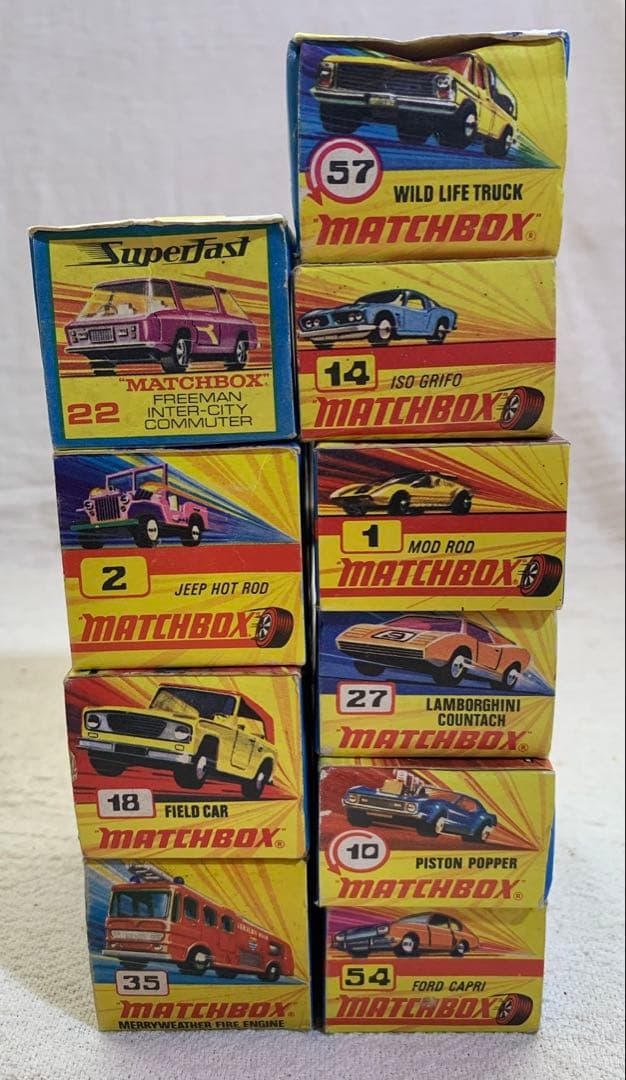 57
WILD LIFE TRUCK
"MATCHBOX"®
SuperFast
"MATCHBOX"
22
FREEMAN
INTER-CITY
COMMUTER
14
ISO GRIFO
"MATCHBOX"
2
JEEP HOT ROD
"MATCHBOX"
1
MOD ROD
"MATCHBOX"
9
27
LAMBORGHINI
COUNTACH
"MATCHBOX"®
18
FIELD CAR
"MATCHBOX"®
10
PISTON POPPER
"MATCHBOX"®
35
"MATCHBOX"®
MERRYWEATHER FIRE ENGINE
54
FORD CAPRI
"MATCHBOX"